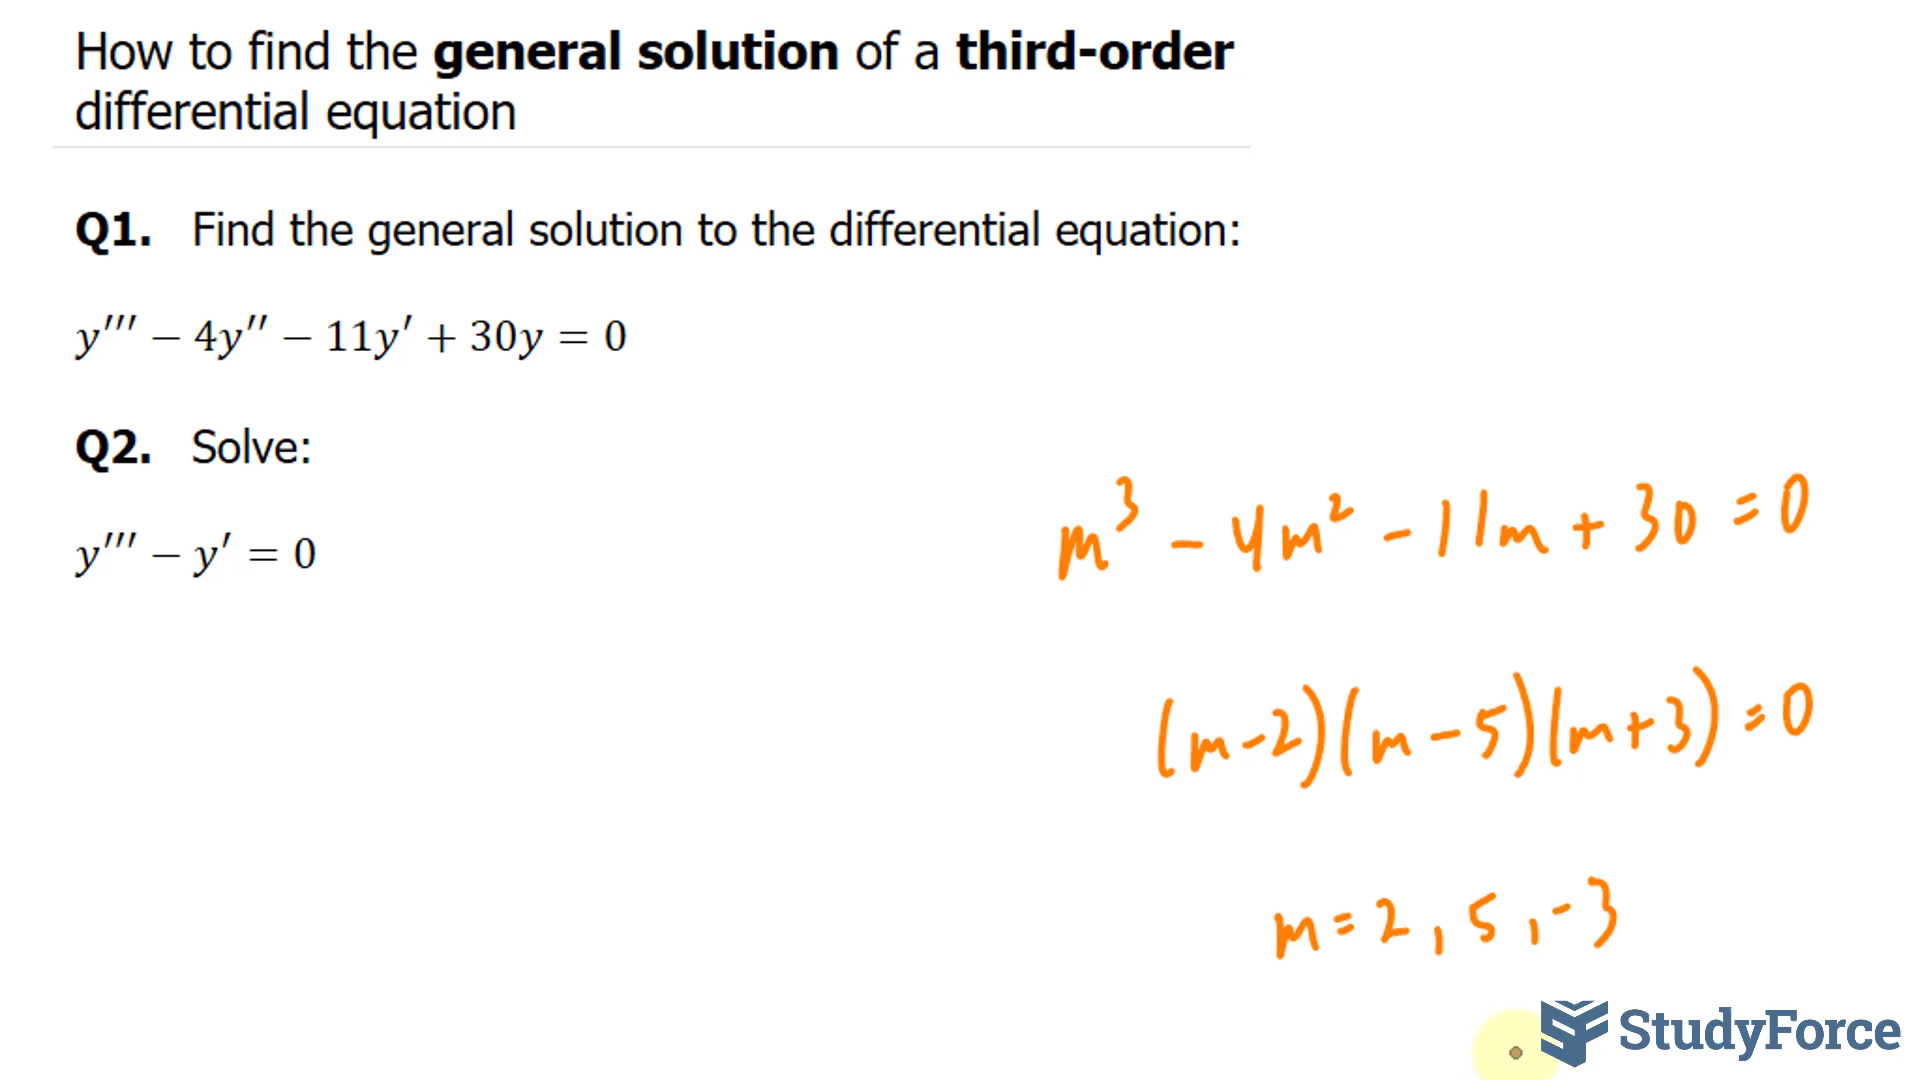 How to find the general solution of a third-order
differential equation
Q1. Find the general solution to the differential equation:
y′′′ − 4y′′ − 11y′ + 30y = 0
Q2. Solve:
y′′′ − y′ = 0
m³ − 4m² − 11m + 30 = 0
(m−2)(m−5)(m+3) = 0
m = 2, 5, −3
StudyForce